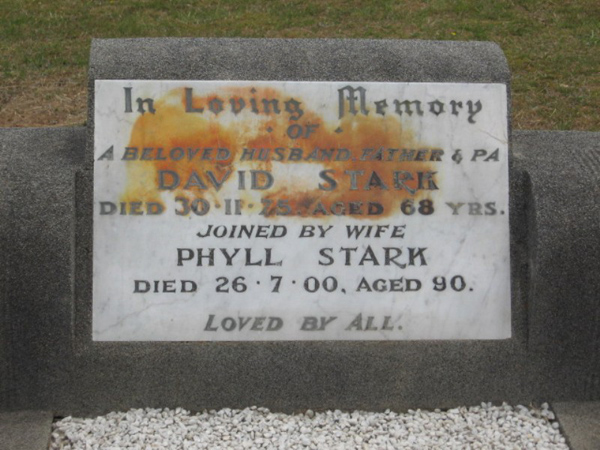 In Loving Memory
· OF ·
A BELOVED HUSBAND, FATHER & PA
DAVID STARK
DIED 30·11·75. AGED 68 YRS.
JOINED BY WIFE
PHYLL STARK
DIED 26·7·00. AGED 90.
LOVED BY ALL.